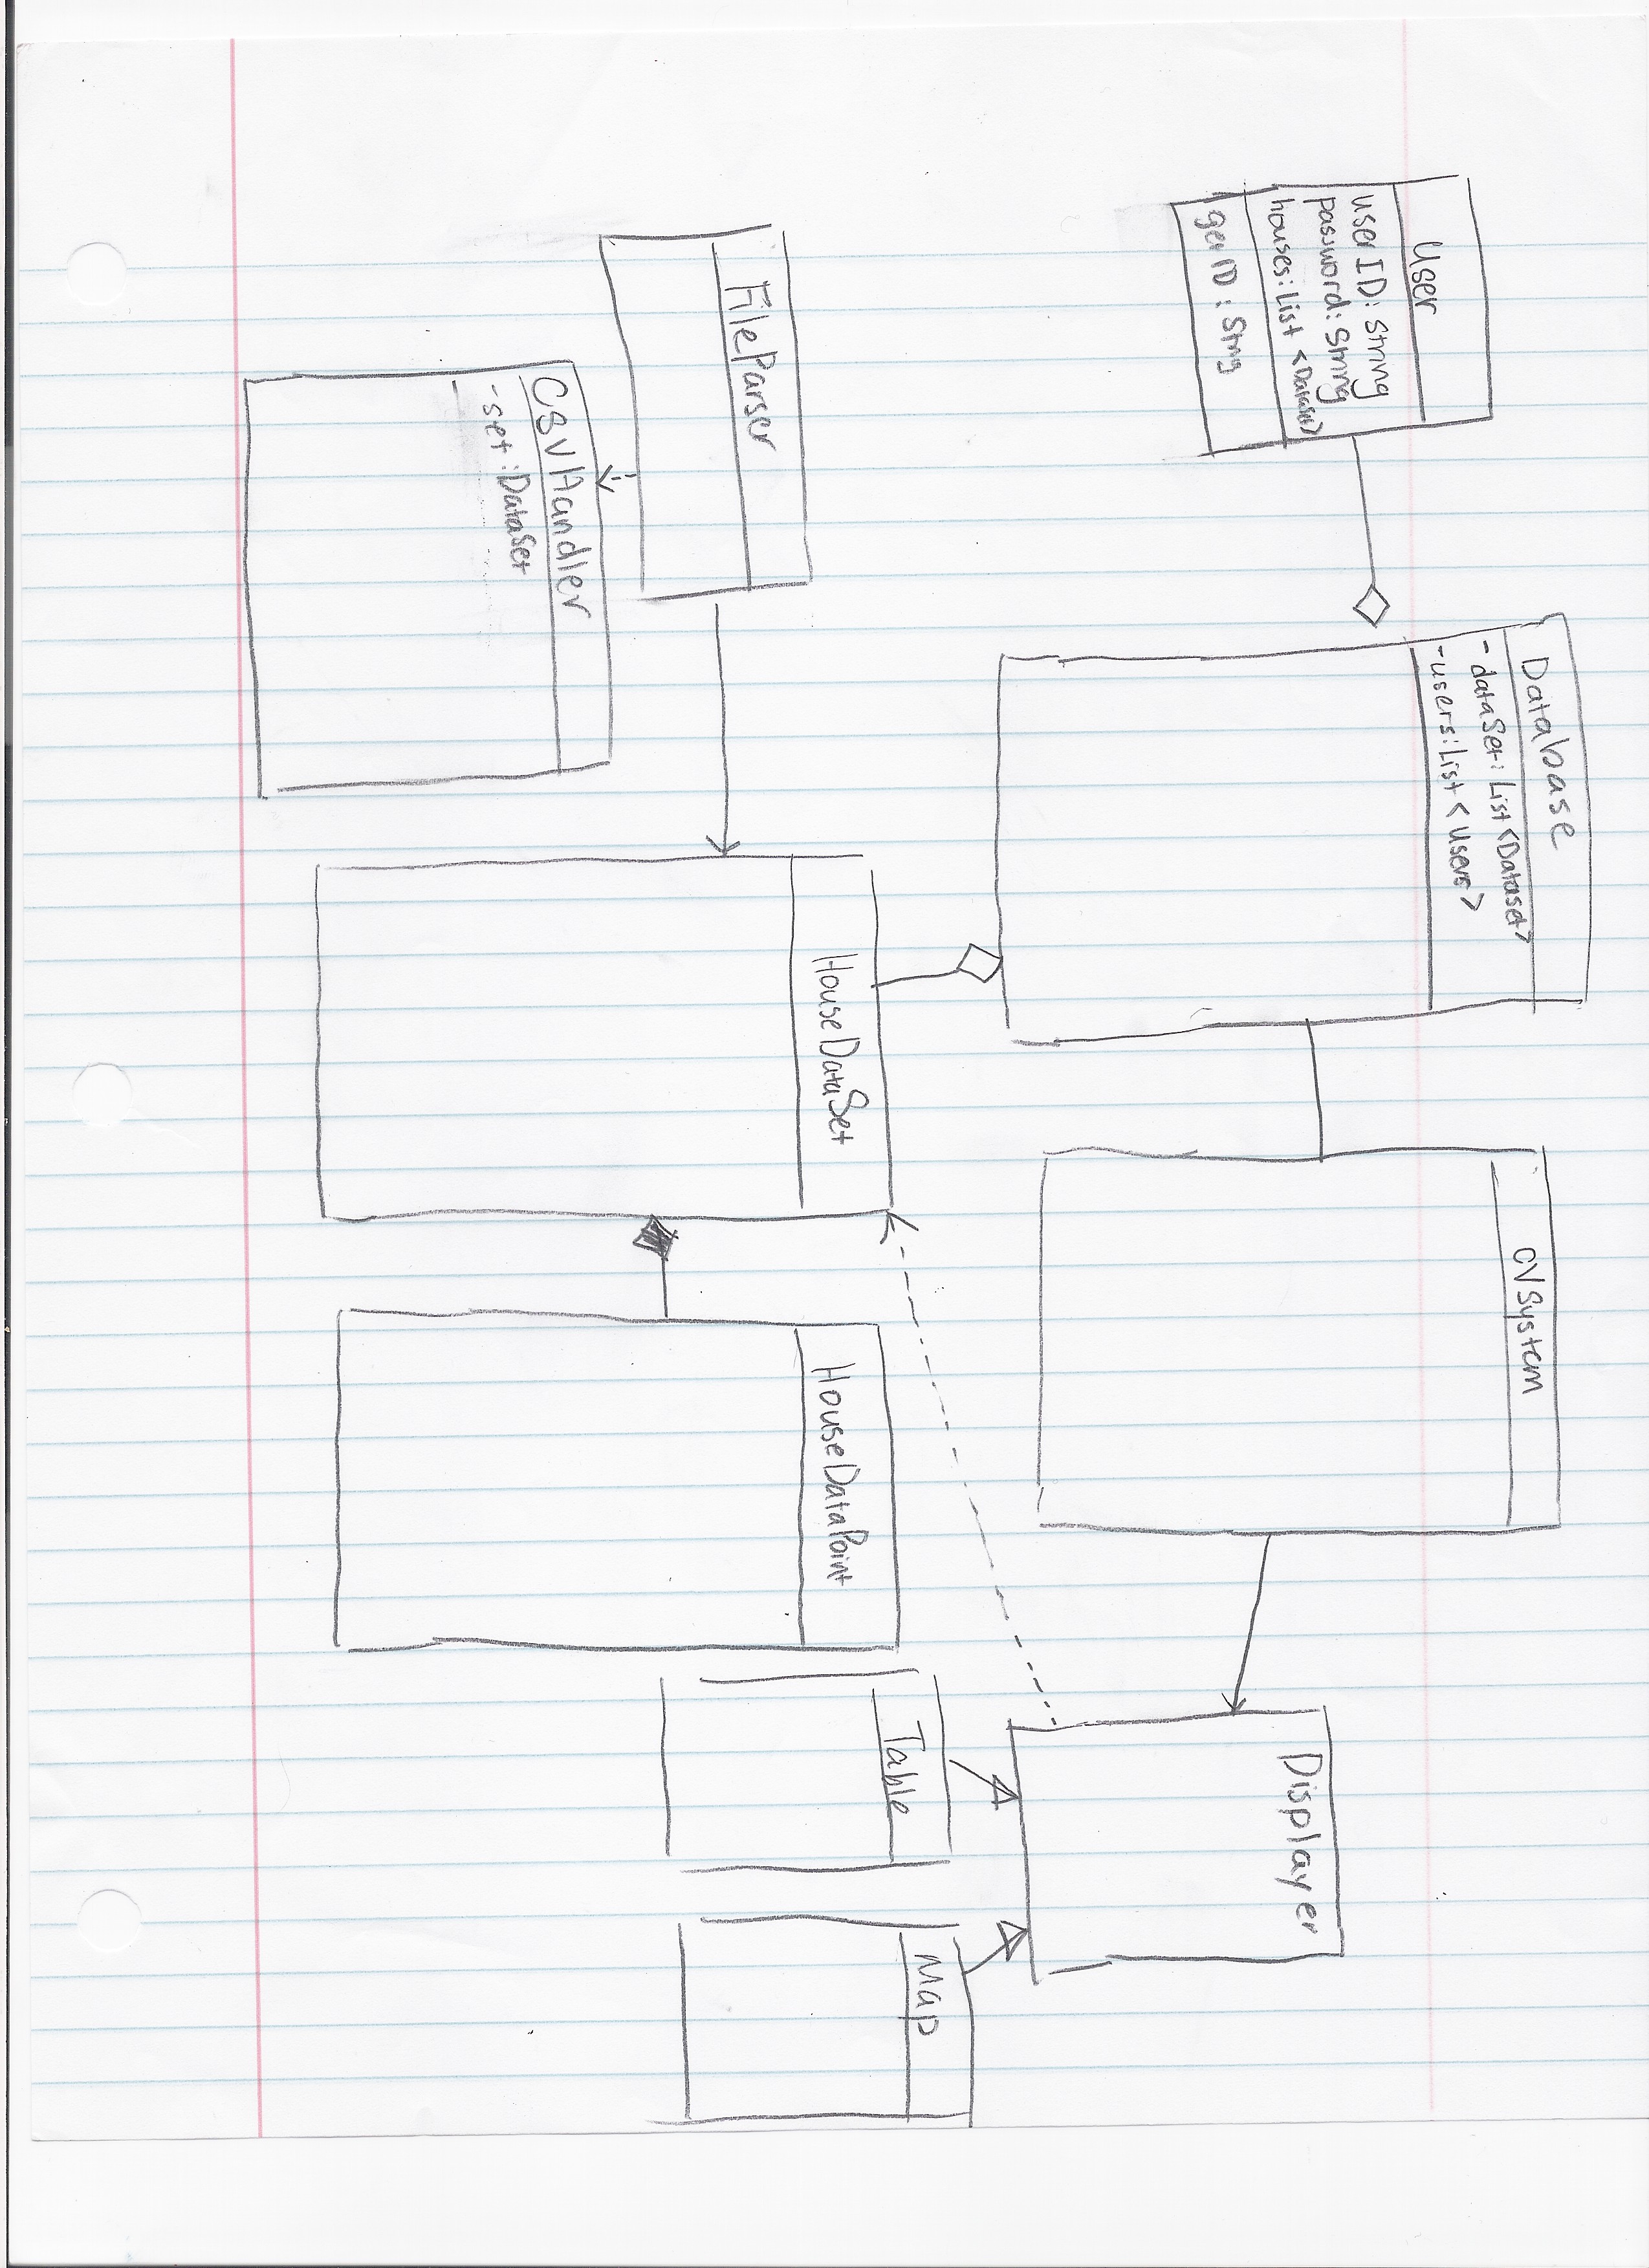 User
userID: String
password: String
houses: List <Dataset>
getID: String
Database
- dataSet: List <Dataset>
- users: List <Users>
OVSystem
Displayer
FileParser
CSVHandler
- set: DataSet
HouseDataSet
HouseDataPoint
Table
Map